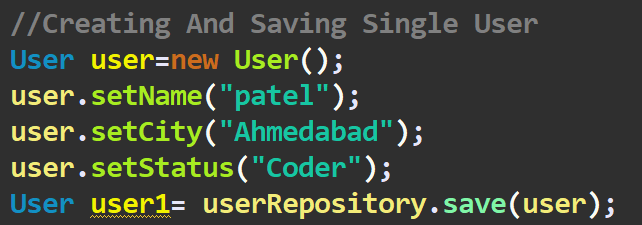 //Creating And Saving Single User
User user=new User();
user.setName("patel");
user.setCity("Ahmedabad");
user.setStatus("Coder");
User user1= userRepository.save(user);